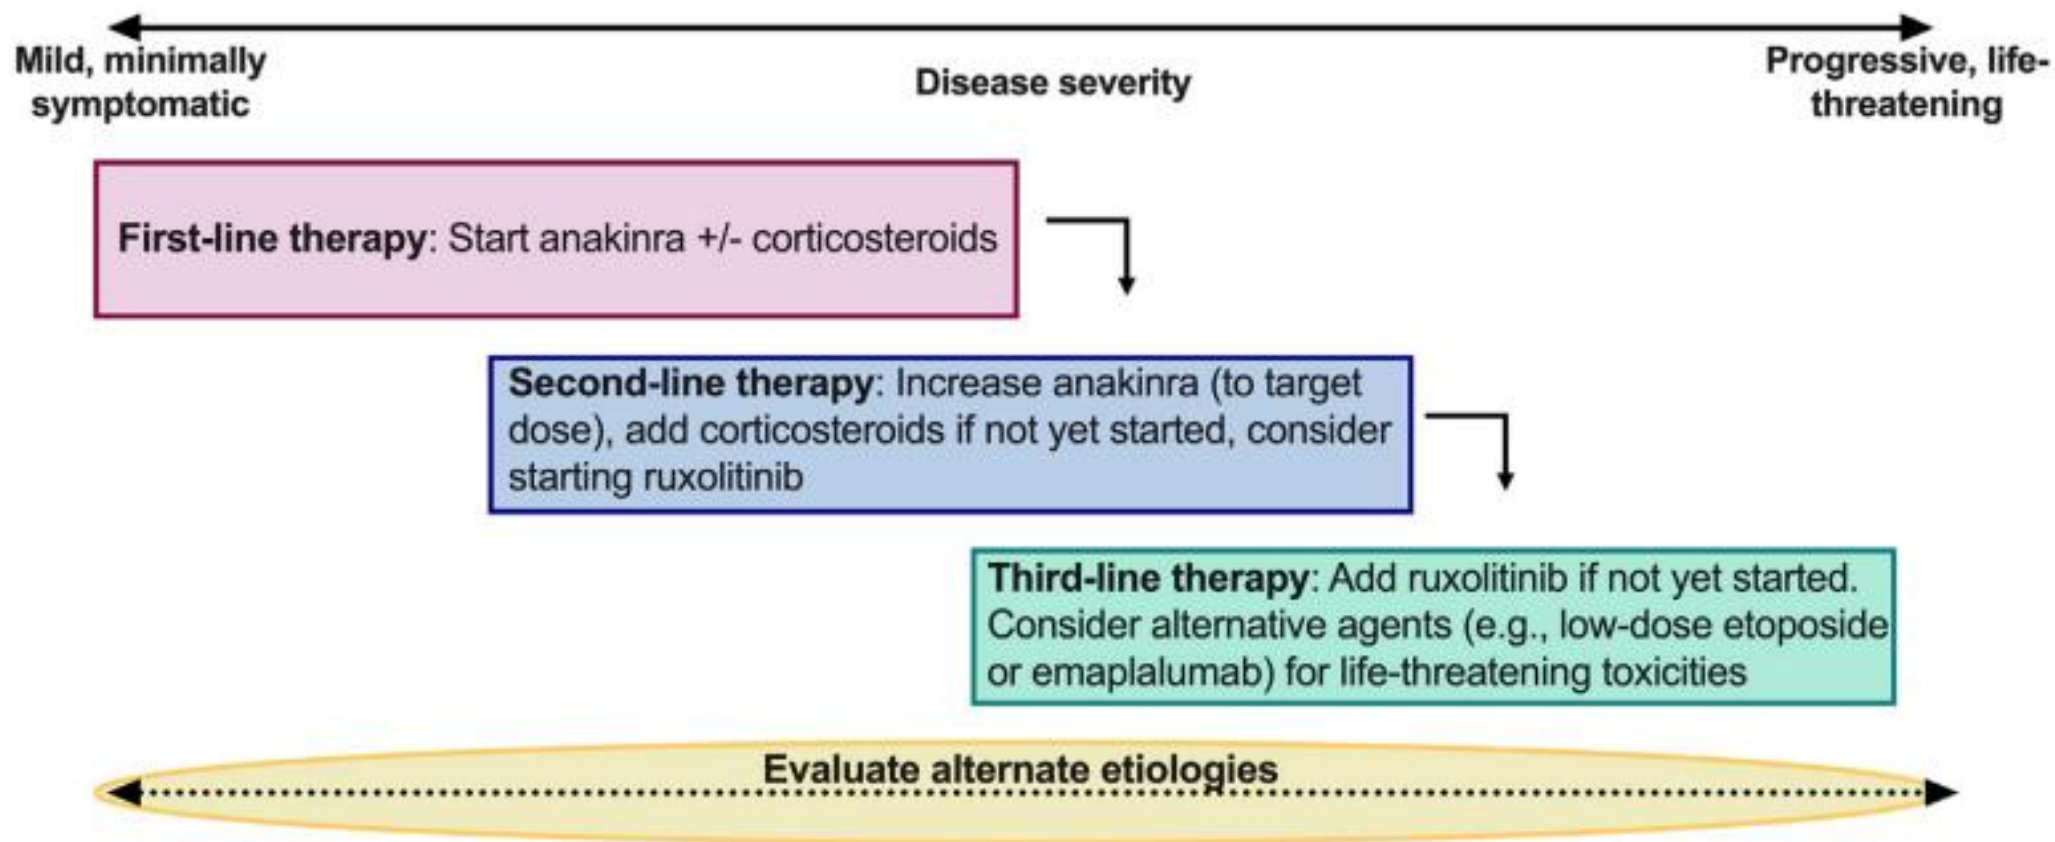 Mild, minimally
symptomatic
Disease severity
Progressive, life-
threatening
First-line therapy: Start anakinra +/- corticosteroids
Second-line therapy: Increase anakinra (to target
dose), add corticosteroids if not yet started, consider
starting ruxolitinib
Third-line therapy: Add ruxolitinib if not yet started.
Consider alternative agents (e.g., low-dose etoposide
or emaplalumab) for life-threatening toxicities
Evaluate alternate etiologies